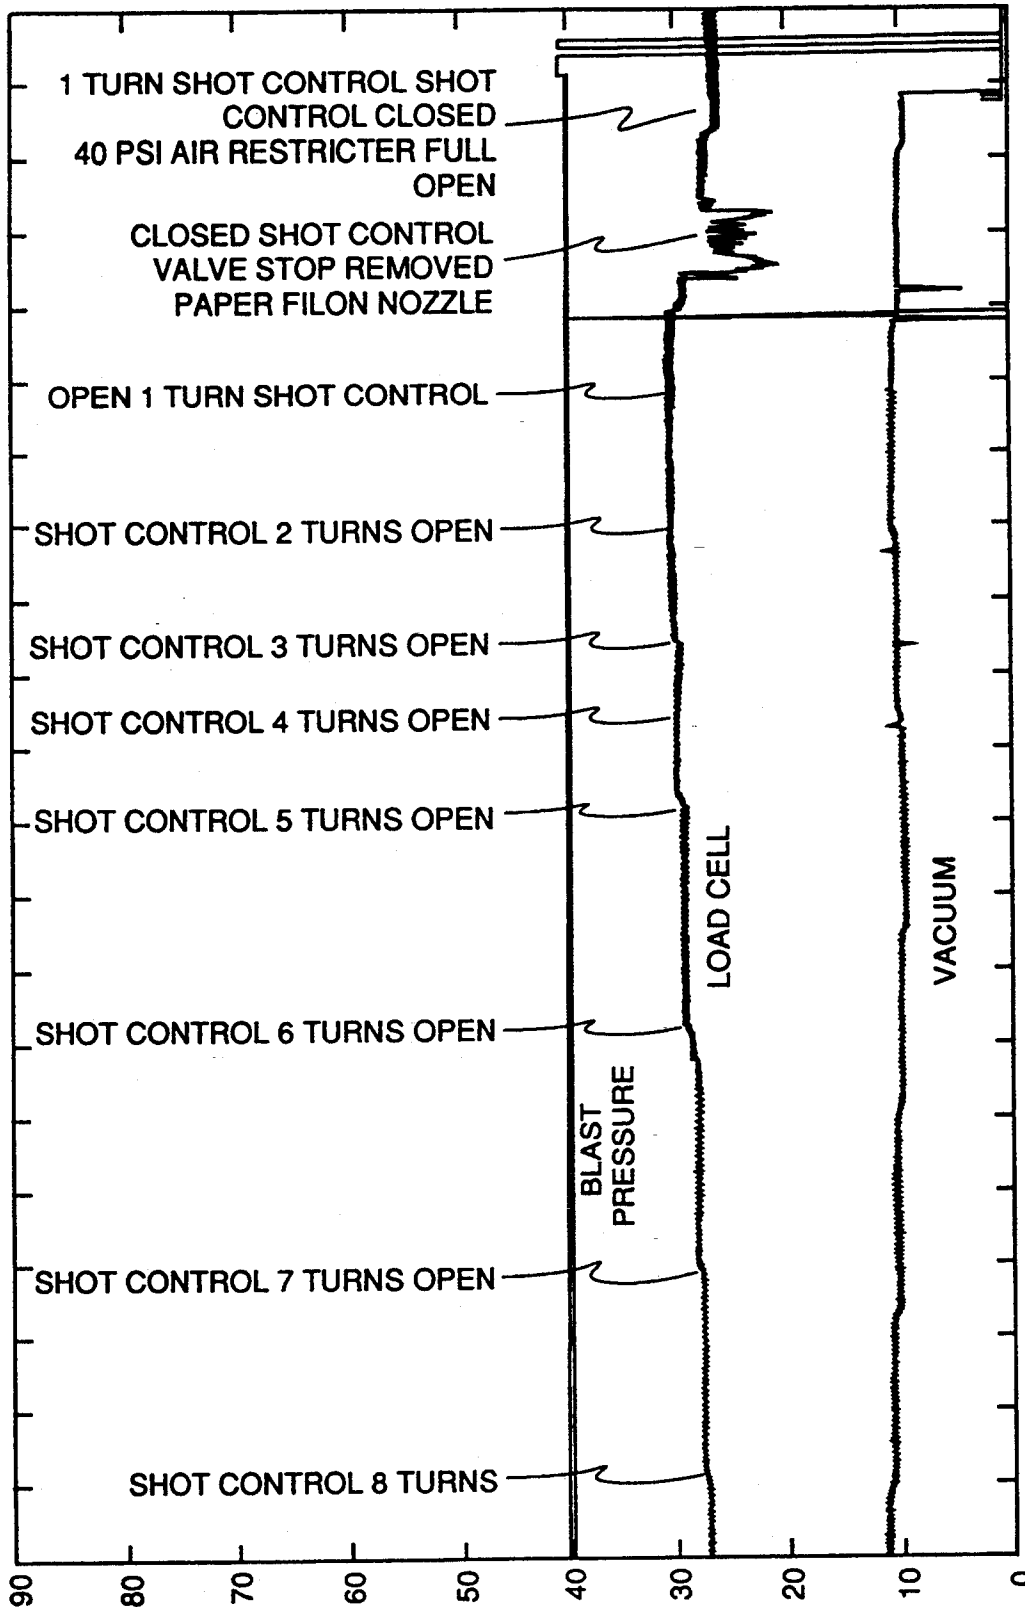 1 TURN SHOT CONTROL SHOT
CONTROL CLOSED
40 PSI AIR RESTRICTER FULL
OPEN
CLOSED SHOT CONTROL
VALVE STOP REMOVED
PAPER FILON NOZZLE
OPEN 1 TURN SHOT CONTROL
SHOT CONTROL 2 TURNS OPEN
SHOT CONTROL 3 TURNS OPEN
SHOT CONTROL 4 TURNS OPEN
SHOT CONTROL 5 TURNS OPEN
LOAD CELL
VACUUM
SHOT CONTROL 6 TURNS OPEN
BLAST
PRESSURE
SHOT CONTROL 7 TURNS OPEN
SHOT CONTROL 8 TURNS
90 80 70 60 50 40 30 20 10 0